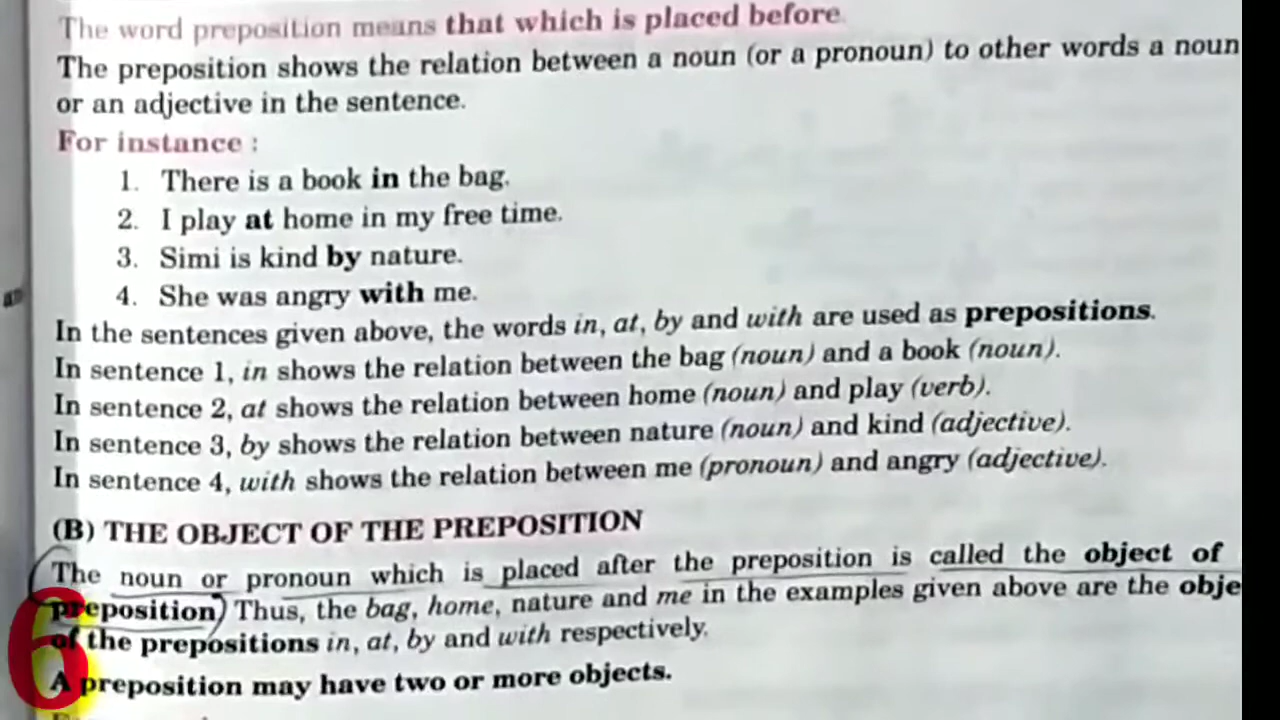 The word preposition means that which is placed before.
The preposition shows the relation between a noun (or a pronoun) to other words a noun
or an adjective in the sentence.
For instance :
1. There is a book in the bag.
2. I play at home in my free time.
3. Simi is kind by nature.
4. She was angry with me.
In the sentences given above, the words in, at, by and with are used as prepositions.
In sentence 1, in shows the relation between the bag (noun) and a book (noun).
In sentence 2, at shows the relation between home (noun) and play (verb).
In sentence 3, by shows the relation between nature (noun) and kind (adjective).
In sentence 4, with shows the relation between me (pronoun) and angry (adjective).
(B) THE OBJECT OF THE PREPOSITION
The noun or pronoun which is placed after the preposition is called the object of
preposition) Thus, the bag, home, nature and me in the examples given above are the obje
of the prepositions in, at, by and with respectively.
A preposition may have two or more objects.
6